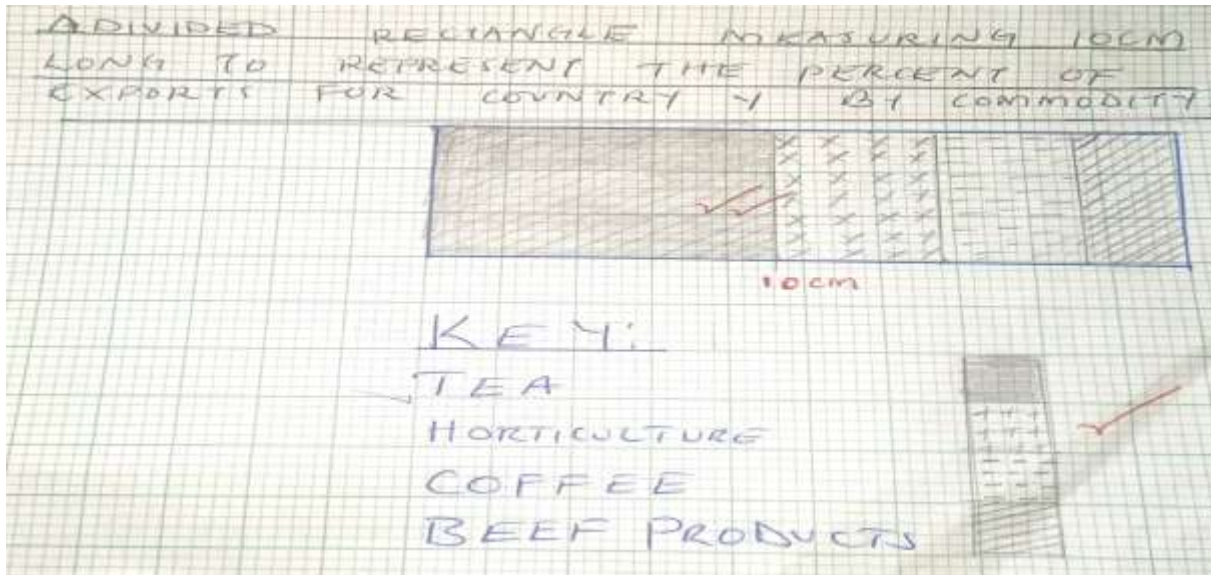 A DIVIDED RECTANGLE MEASURING 10CM
LONG TO REPRESENT THE PERCENT OF
EXPORTS FOR COUNTRY Y BY COMMODITY
10cm
KEY:
TEA
HORTICULTURE
COFFEE
BEEF PRODUCTS